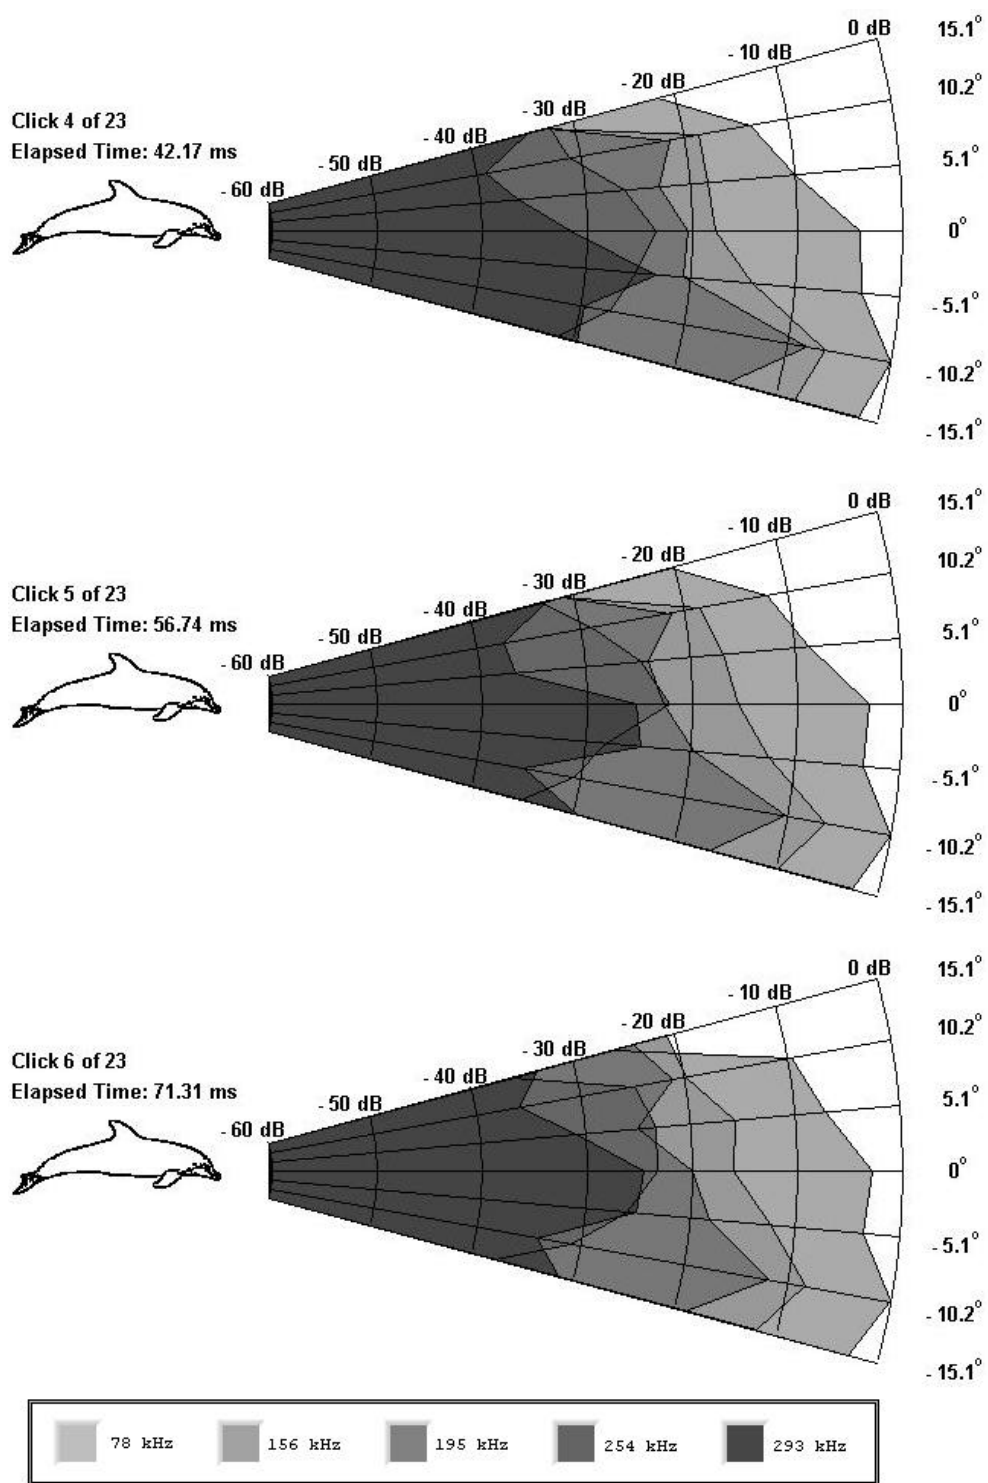 0 dB 15.1°
- 10 dB
- 20 dB 10.2°
- 30 dB
Click 4 of 23
- 40 dB
Elapsed Time: 42.17 ms 5.1°
- 50 dB
- 60 dB
0°
- 5.1°
- 10.2°
- 15.1°
0 dB 15.1°
- 10 dB
- 20 dB 10.2°
- 30 dB
Click 5 of 23
- 40 dB
Elapsed Time: 56.74 ms 5.1°
- 50 dB
- 60 dB
0°
- 5.1°
- 10.2°
- 15.1°
0 dB 15.1°
- 10 dB
- 20 dB 10.2°
- 30 dB
Click 6 of 23
- 40 dB
Elapsed Time: 71.31 ms 5.1°
- 50 dB
- 60 dB
0°
- 5.1°
- 10.2°
- 15.1°
78 kHz 156 kHz 195 kHz 254 kHz 293 kHz